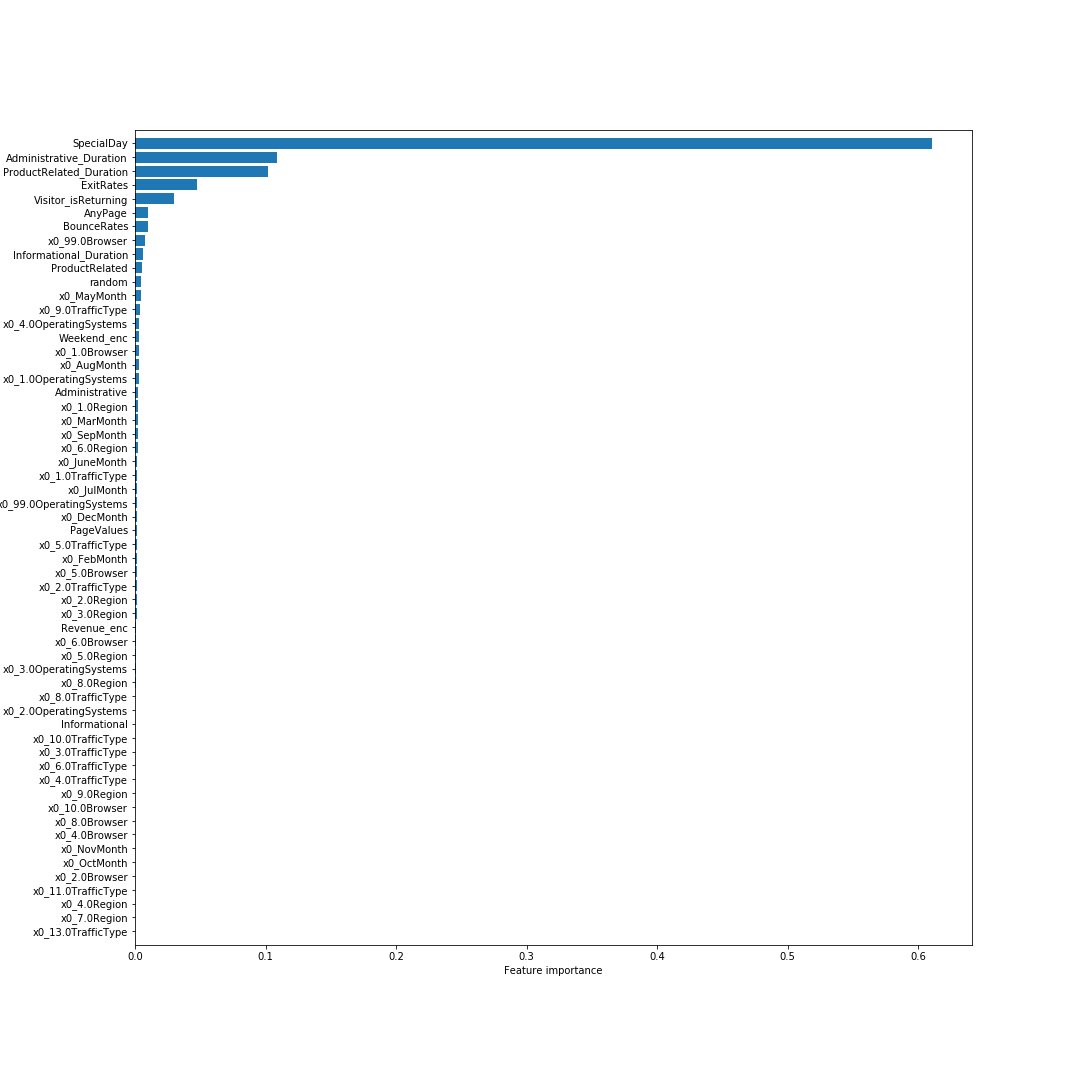 SpecialDay
Administrative_Duration
ProductRelated_Duration
ExitRates
Visitor_isReturning
AnyPage
BounceRates
x0_99.0Browser
Informational_Duration
ProductRelated
random
x0_MayMonth
x0_9.0TrafficType
x0_4.0OperatingSystems
Weekend_enc
x0_1.0Browser
x0_AugMonth
x0_1.0OperatingSystems
Administrative
x0_1.0Region
x0_MarMonth
x0_SepMonth
x0_6.0Region
x0_JuneMonth
x0_1.0TrafficType
x0_JulMonth
x0_99.0OperatingSystems
x0_DecMonth
PageValues
x0_5.0TrafficType
x0_FebMonth
x0_5.0Browser
x0_2.0TrafficType
x0_2.0Region
x0_3.0Region
Revenue_enc
x0_6.0Browser
x0_5.0Region
x0_3.0OperatingSystems
x0_8.0Region
x0_8.0TrafficType
x0_2.0OperatingSystems
Informational
x0_10.0TrafficType
x0_3.0TrafficType
x0_6.0TrafficType
x0_4.0TrafficType
x0_9.0Region
x0_10.0Browser
x0_8.0Browser
x0_4.0Browser
x0_NovMonth
x0_OctMonth
x0_2.0Browser
x0_11.0TrafficType
x0_4.0Region
x0_7.0Region
x0_13.0TrafficType
0.0 0.1 0.2 0.3 0.4 0.5 0.6
Feature importance